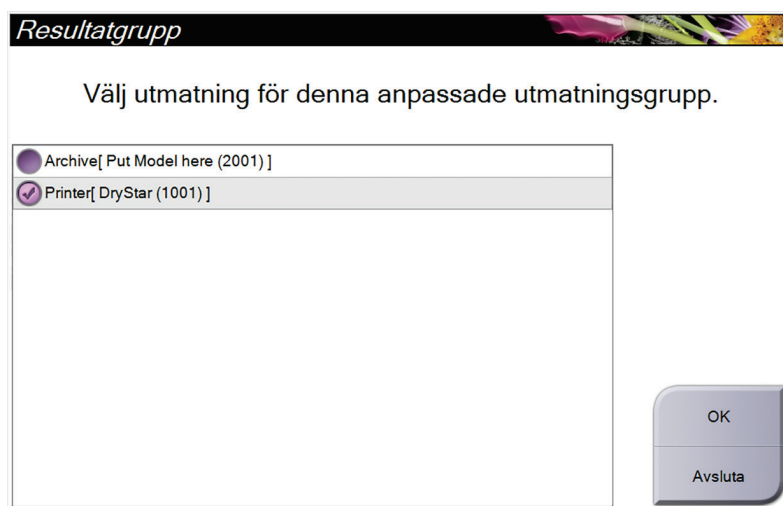 Resultatgrupp
Välj utmatning för denna anpassade utmatningsgrupp.
Archive[ Put Model here (2001) ]
Printer[ DryStar (1001) ]
OK
Avsluta